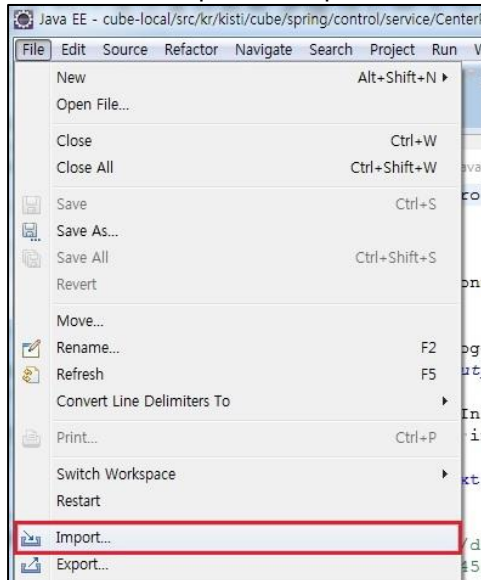 Java EE - cube-local/src/kr/kisti/cube/spring/control/service/Center
File Edit Source Refactor Navigate Search Project Run
New Alt+Shift+N
Open File...
Close Ctrl+W
Close All Ctrl+Shift+W
Save Ctrl+S
Save As...
Save All Ctrl+Shift+S
Revert
Move...
Rename... F2
Refresh F5
Convert Line Delimiters To
Print... Ctrl+P
Switch Workspace
Restart
Import...
Export...